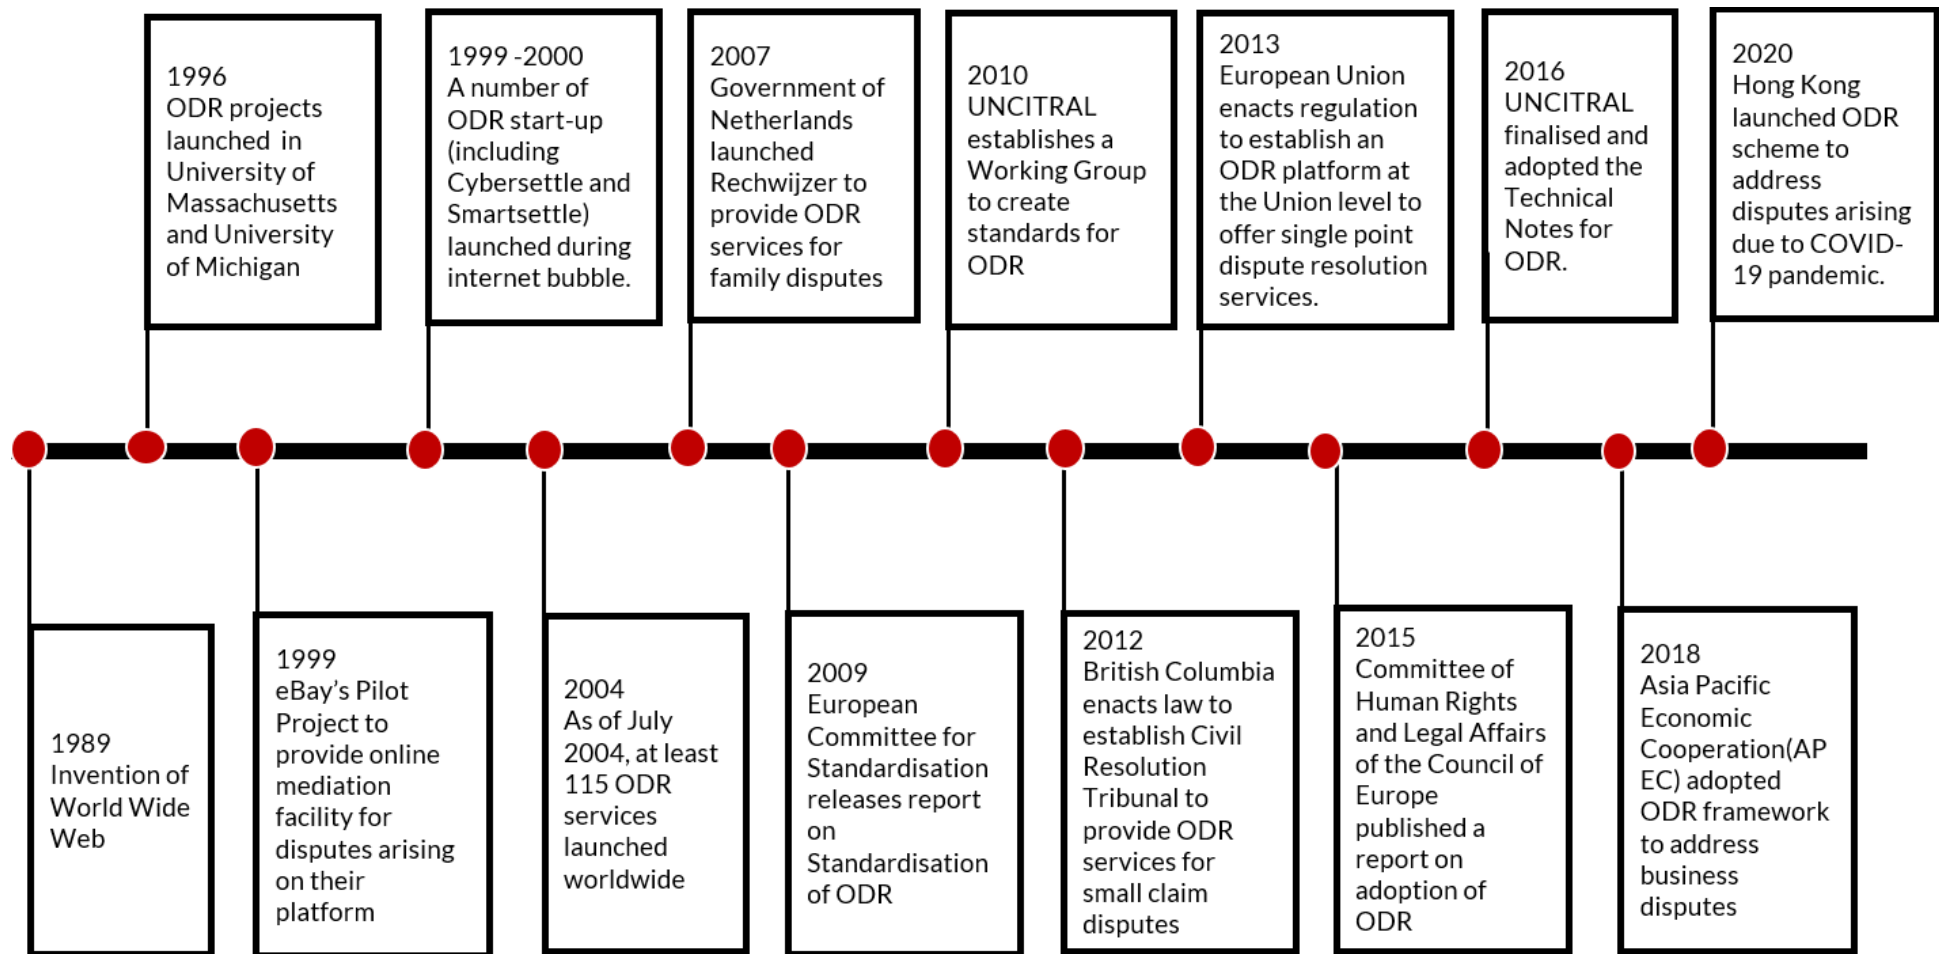 1996
ODR projects
launched in
University of
Massachusetts
and University
of Michigan
1999 -2000
A number of
ODR start-up
(including
Cybersettle and
Smartsettle)
launched during
internet bubble.
2007
Government of
Netherlands
launched
Rechwijzer to
provide ODR
services for
family disputes
2010
UNCITRAL
establishes a
Working Group
to create
standards for
ODR
2013
European Union
enacts regulation
to establish an
ODR platform at
the Union level to
offer single point
dispute resolution
services.
2016
UNCITRAL
finalised and
adopted the
Technical
Notes for
ODR.
2020
Hong Kong
launched ODR
scheme to
address
disputes arising
due to COVID-
19 pandemic.
1989
Invention of
World Wide
Web
1999
eBay’s Pilot
Project to
provide online
mediation
facility for
disputes arising
on their
platform
2004
As of July
2004, at least
115 ODR
services
launched
worldwide
2009
European
Committee for
Standardisation
releases report
on
Standardisation
of ODR
2012
British Columbia
enacts law to
establish Civil
Resolution
Tribunal to
provide ODR
services for
small claim
disputes
2015
Committee of
Human Rights
and Legal Affairs
of the Council of
Europe
published a
report on
adoption of
ODR
2018
Asia Pacific
Economic
Cooperation(AP
EC) adopted
ODR framework
to address
business
disputes